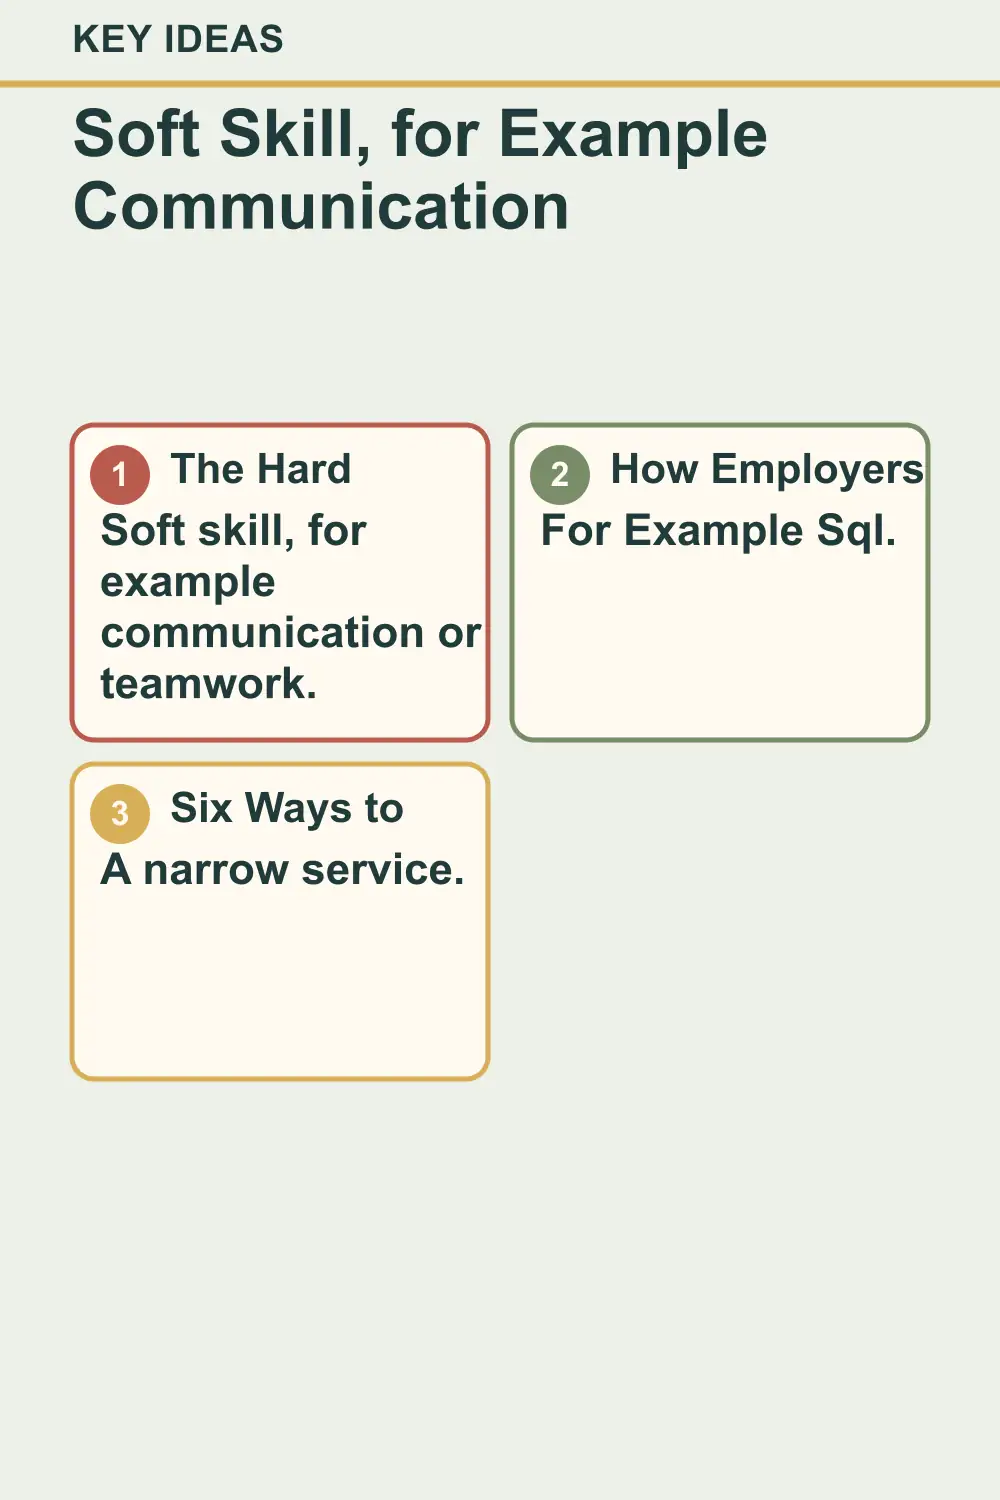 KEY IDEAS
Soft Skill, for Example
Communication
1 The Hard
Soft skill, for
example
communication or
teamwork.
2 How Employers
For Example Sql.
3 Six Ways to
A narrow service.